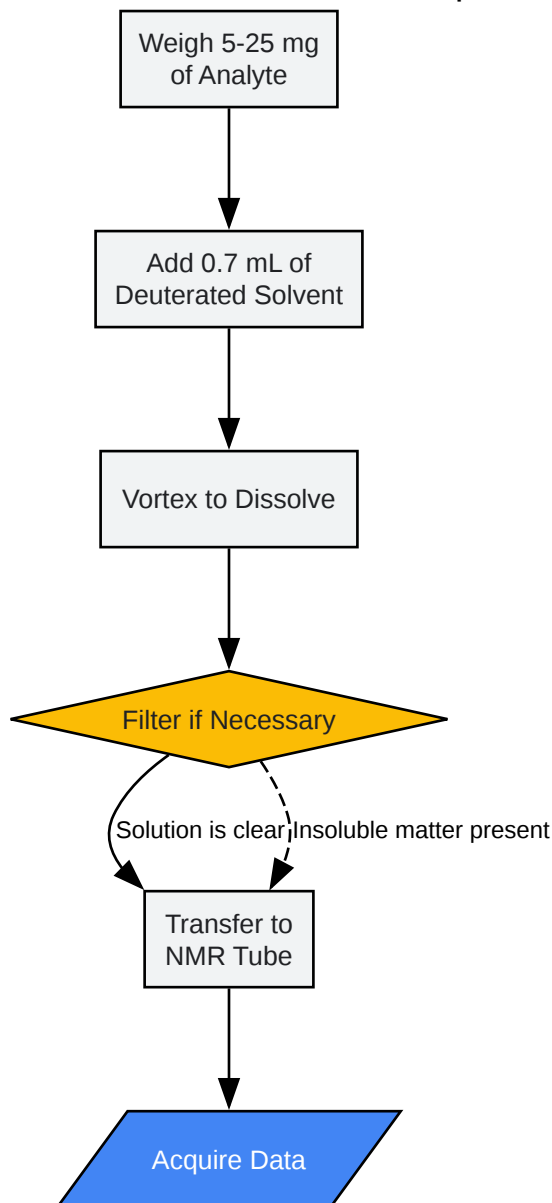 Weigh 5-25 mg
of Analyte
Add 0.7 mL of
Deuterated Solvent
Vortex to Dissolve
Filter if Necessary
Solution is clear
Insoluble matter present
Transfer to
NMR Tube
Acquire Data